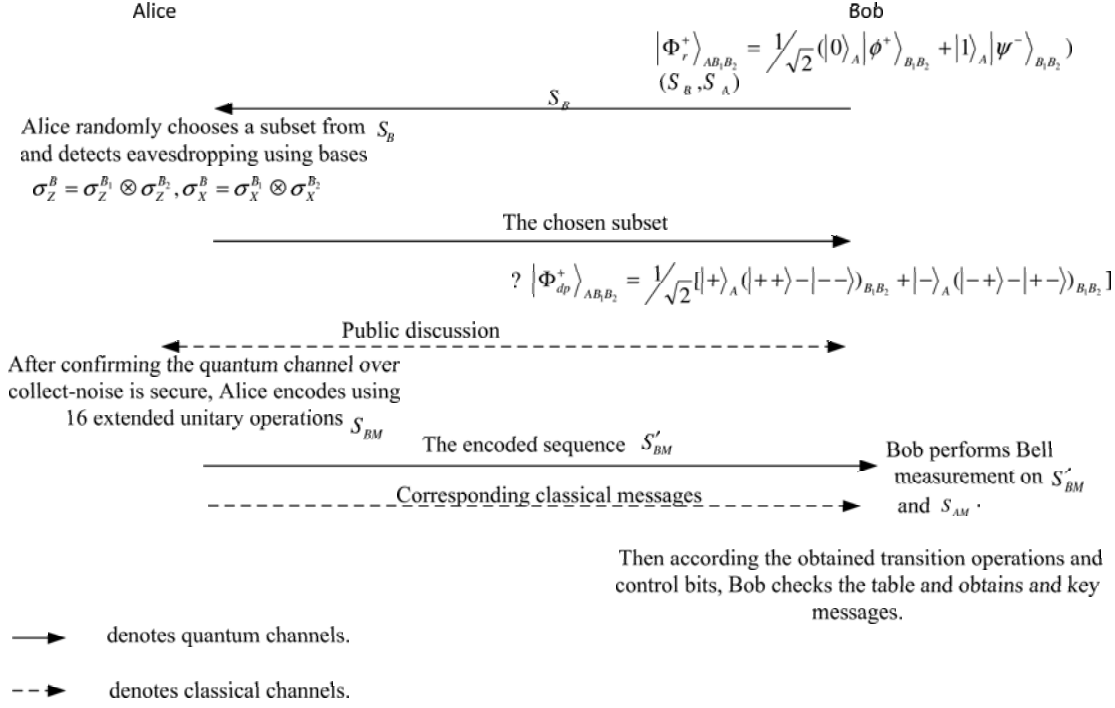 Alice
Bob
|Φ_r^+⟩_{AB_1B_2} = 1/√2(|0⟩_A|ϕ^+⟩_{B_1B_2} + |1⟩_A|ψ^-⟩_{B_1B_2})
(S_B, S_A)
S_B
Alice randomly chooses a subset from S_B
and detects eavesdropping using bases
σ_Z^B = σ_Z^{B_1} ⊗ σ_Z^{B_2}, σ_X^B = σ_X^{B_1} ⊗ σ_X^{B_2}
The chosen subset
? |Φ_{dp}^+⟩_{AB_1B_2} = 1/√2[|+⟩_A(|++⟩-|--⟩)_{B_1B_2} + |-⟩_A(|-+⟩-|+-⟩)_{B_1B_2}]
Public discussion
After confirming the quantum channel over
collect-noise is secure, Alice encodes using
16 extended unitary operations S_{BM}
The encoded sequence S'_{BM}
Corresponding classical messages
Bob performs Bell
measurement on S'_{BM}
and S_{AM} .
Then according the obtained transition operations and
control bits, Bob checks the table and obtains and key
messages.
denotes quantum channels.
denotes classical channels.